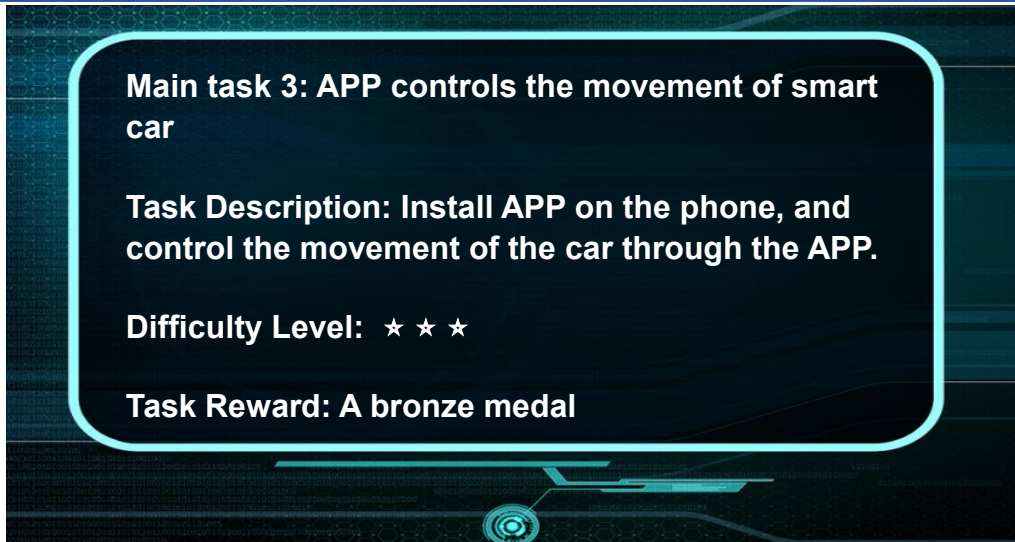 Main task 3: APP controls the movement of smart
car
Task Description: Install APP on the phone, and
control the movement of the car through the APP.
Difficulty Level: ★ ★ ★
Task Reward: A bronze medal